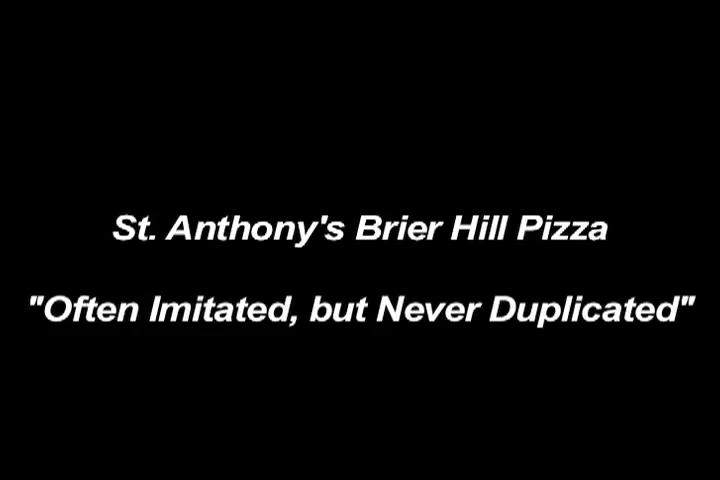 St. Anthony's Brier Hill Pizza
"Often Imitated, but Never Duplicated"